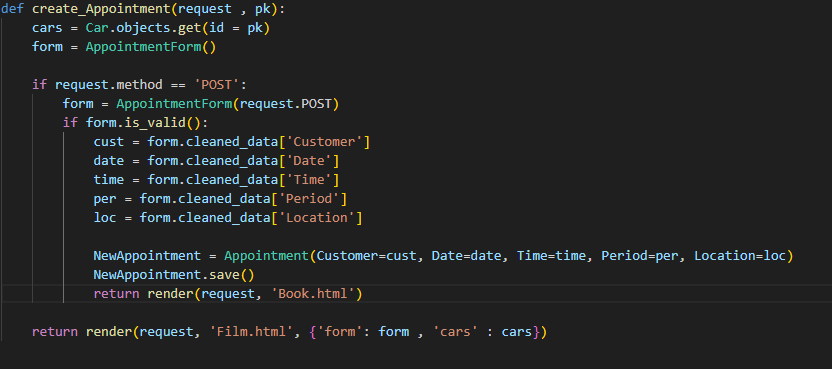 def create_Appointment(request , pk):
    cars = Car.objects.get(id = pk)
    form = AppointmentForm()

    if request.method == 'POST':
        form = AppointmentForm(request.POST)
        if form.is_valid():
            cust = form.cleaned_data['Customer']
            date = form.cleaned_data['Date']
            time = form.cleaned_data['Time']
            per = form.cleaned_data['Period']
            loc = form.cleaned_data['Location']

            NewAppointment = Appointment(Customer=cust, Date=date, Time=time, Period=per, Location=loc)
            NewAppointment.save()
            return render(request, 'Book.html')

    return render(request, 'Film.html', {'form': form , 'cars' : cars})